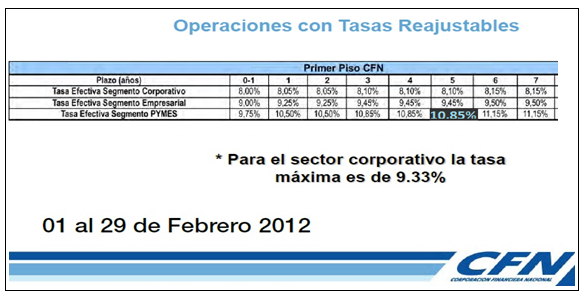 Operaciones con Tasas Reajustables
Primer Piso CFN
Plazo (años) 0-1 1 2 3 4 5 6 7
Tasa Efectiva Segmento Corporativo 8,00% 8,05% 8,05% 8,10% 8,10% 8,10% 8,15% 8,15%
Tasa Efectiva Segmento Empresarial 9,00% 9,25% 9,25% 9,45% 9,45% 9,45% 9,50% 9,50%
Tasa Efectiva Segmento PYMES 9,75% 10,50% 10,50% 10,85% 10,85% 10,85% 11,15% 11,15%
* Para el sector corporativo la tasa
máxima es de 9.33%
01 al 29 de Febrero 2012
CFN
CORPORACION FINANCIERA NACIONAL